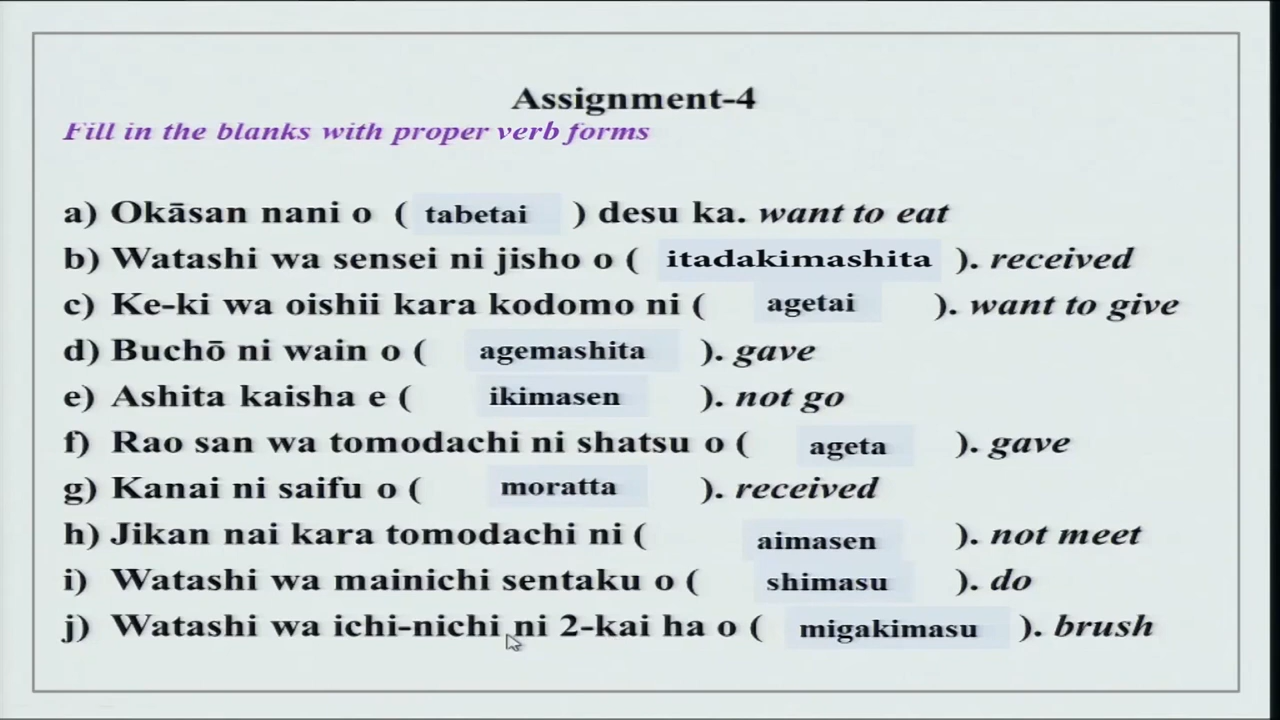 Assignment-4
Fill in the blanks with proper verb forms
a) Okāsan nani o ( tabetai ) desu ka. want to eat
b) Watashi wa sensei ni jisho o ( itadakimashita ). received
c) Ke-ki wa oishii kara kodomo ni ( agetai ). want to give
d) Buchō ni wain o ( agemashita ). gave
e) Ashita kaisha e ( ikimasen ). not go
f) Rao san wa tomodachi ni shatsu o ( ageta ). gave
g) Kanai ni saifu o ( moratta ). received
h) Jikan nai kara tomodachi ni ( aimasen ). not meet
i) Watashi wa mainichi sentaku o ( shimasu ). do
j) Watashi wa ichi-nichi ni 2-kai ha o ( migakimasu ). brush